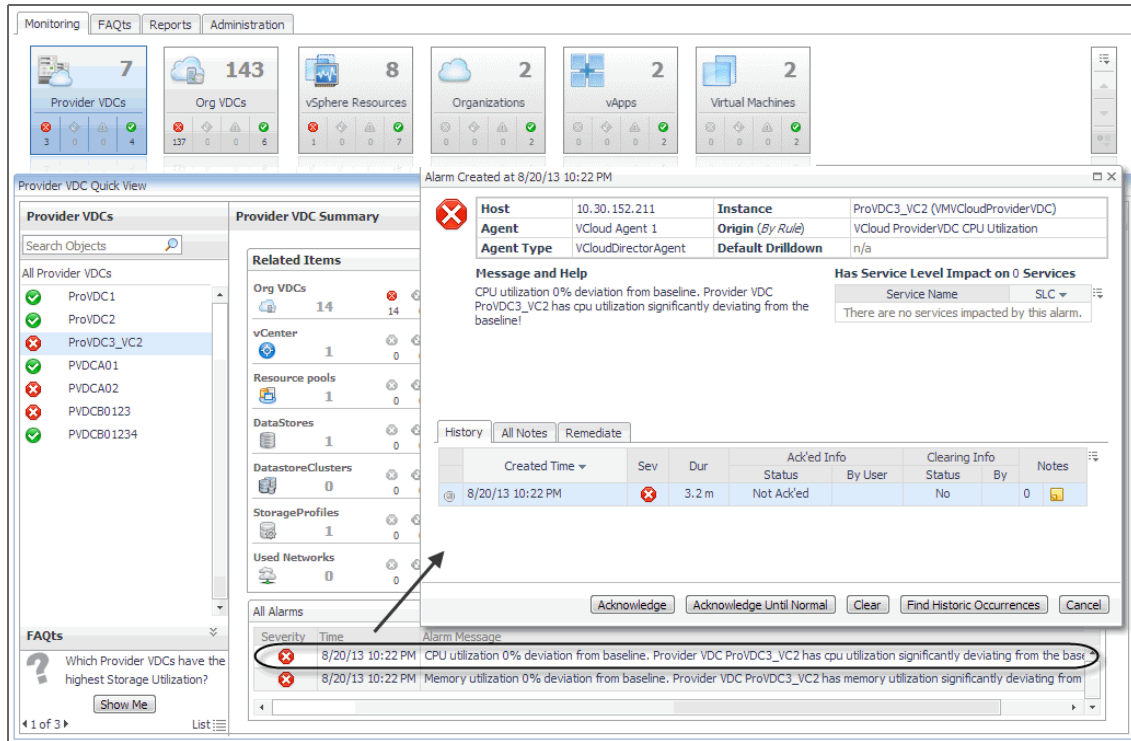 Monitoring FAQts Reports Administration
7 143 8 2 2 2
Provider VDCs Org VDCs vSphere Resources Organizations vApps Virtual Machines
3 0 0 4 137 0 0 6 1 0 0 7 0 0 0 2 0 0 0 2 0 0 0 2
Provider VDC Quick View
Provider VDCs
Search Objects
All Provider VDCs
ProVDC1
ProVDC2
ProVDC3_VC2
PVDCA01
PVDCA02
PVDCB0123
PVDCB01234
FAQts
Which Provider VDCs have the
highest Storage Utilization?
Show Me
1 of 3 List
Provider VDC Summary
Related Items
Org VDCs
14 14
vCenter
1 0
Resource pools
1 0
DataStores
1 0
DatastoreClusters
0 0
StorageProfiles
1 0
Used Networks
0 0
All Alarms
Severity Time Alarm Message
8/20/13 10:22 PM CPU utilization 0% deviation from baseline. Provider VDC ProVDC3_VC2 has cpu utilization significantly deviating from the base
8/20/13 10:22 PM Memory utilization 0% deviation from baseline. Provider VDC ProVDC3_VC2 has memory utilization significantly deviating from
Alarm Created at 8/20/13 10:22 PM
Host 10.30.152.211 Instance ProVDC3_VC2 (VMVCloudProviderVDC)
Agent VCloud Agent 1 Origin (By Rule) VCloud ProviderVDC CPU Utilization
Agent Type VCloudDirectorAgent Default Drilldown n/a
Message and Help
CPU utilization 0% deviation from baseline. Provider VDC
ProVDC3_VC2 has cpu utilization significantly deviating from the
baseline!
Has Service Level Impact on 0 Services
Service Name SLC
There are no services impacted by this alarm.
History All Notes Remediate
Created Time Sev Dur Ack'ed Info Clearing Info Notes
Status By User Status By
8/20/13 10:22 PM 3.2 m Not Ack'ed No 0
Acknowledge Acknowledge Until Normal Clear Find Historic Occurrences Cancel